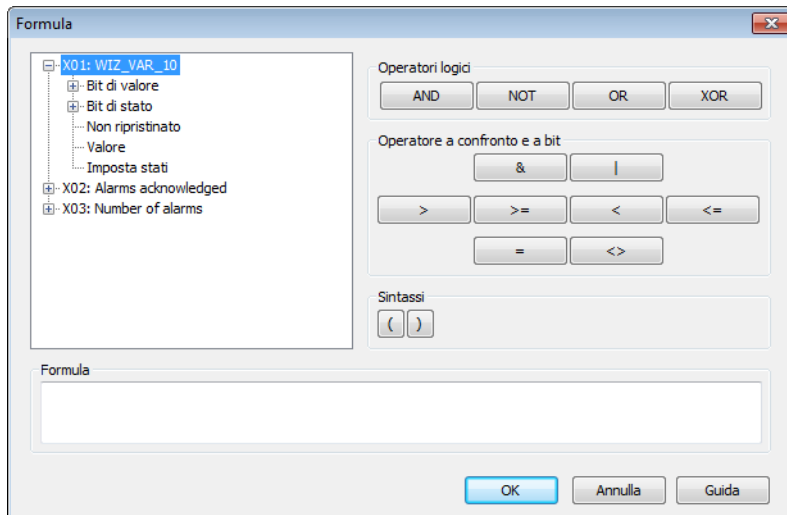 Formula
X01: WIZ_VAR_10
Bit di valore
Bit di stato
Non ripristinato
Valore
Imposta stati
X02: Alarms acknowledged
X03: Number of alarms
Operatori logici
AND NOT OR XOR
Operatore a confronto e a bit
& |
> >= < <=
= <>
Sintassi
( )
Formula
OK Annulla Guida